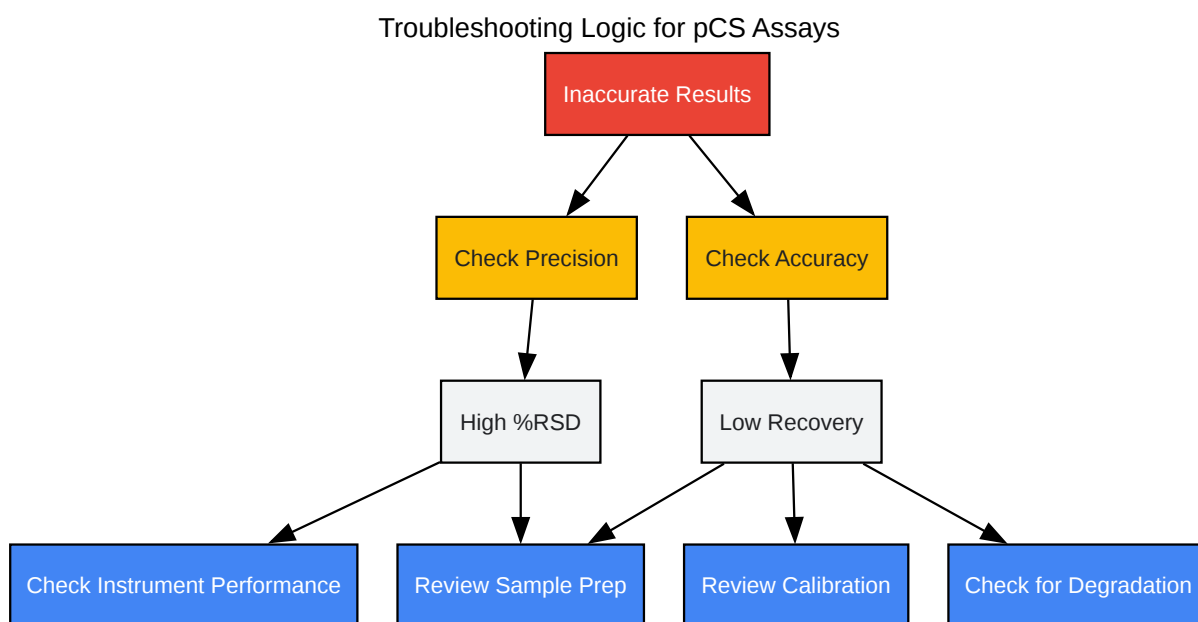 Troubleshooting Logic for pCS Assays
Inaccurate Results
Check Precision
Check Accuracy
High %RSD
Low Recovery
Check Instrument Performance
Review Sample Prep
Review Calibration
Check for Degradation